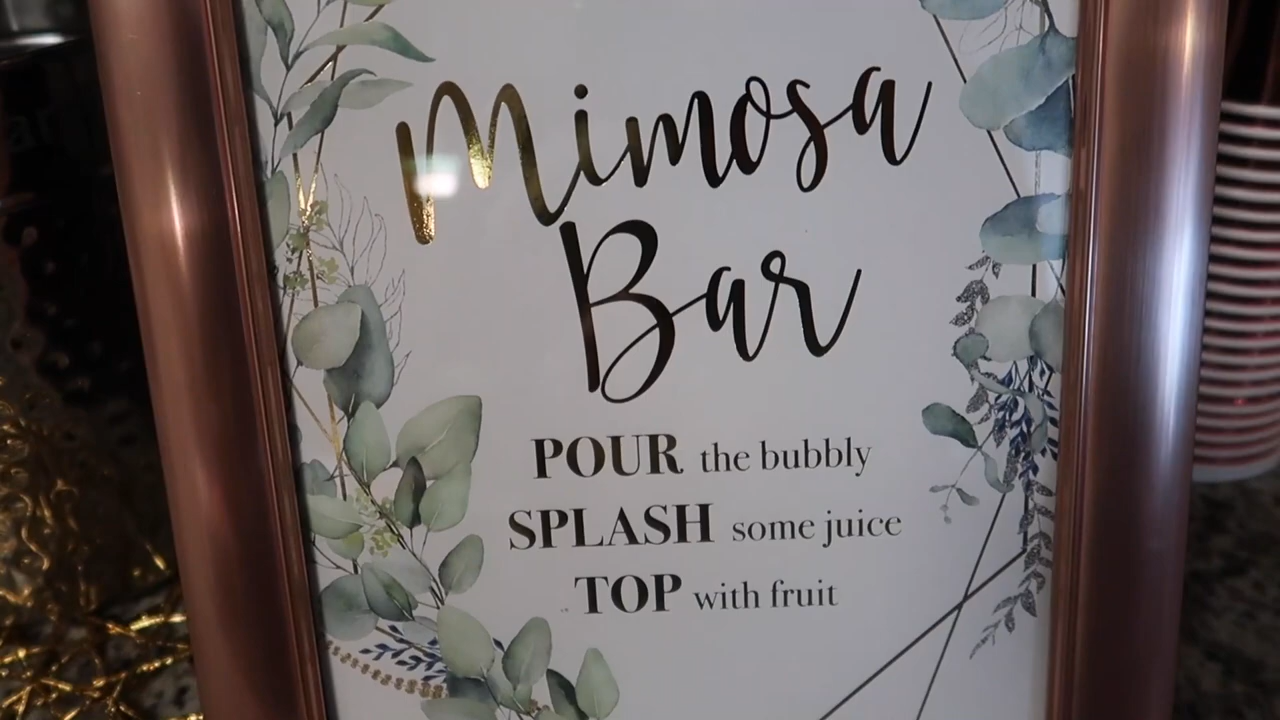 Mimosa
Bar
POUR the bubbly
SPLASH some juice
TOP with fruit